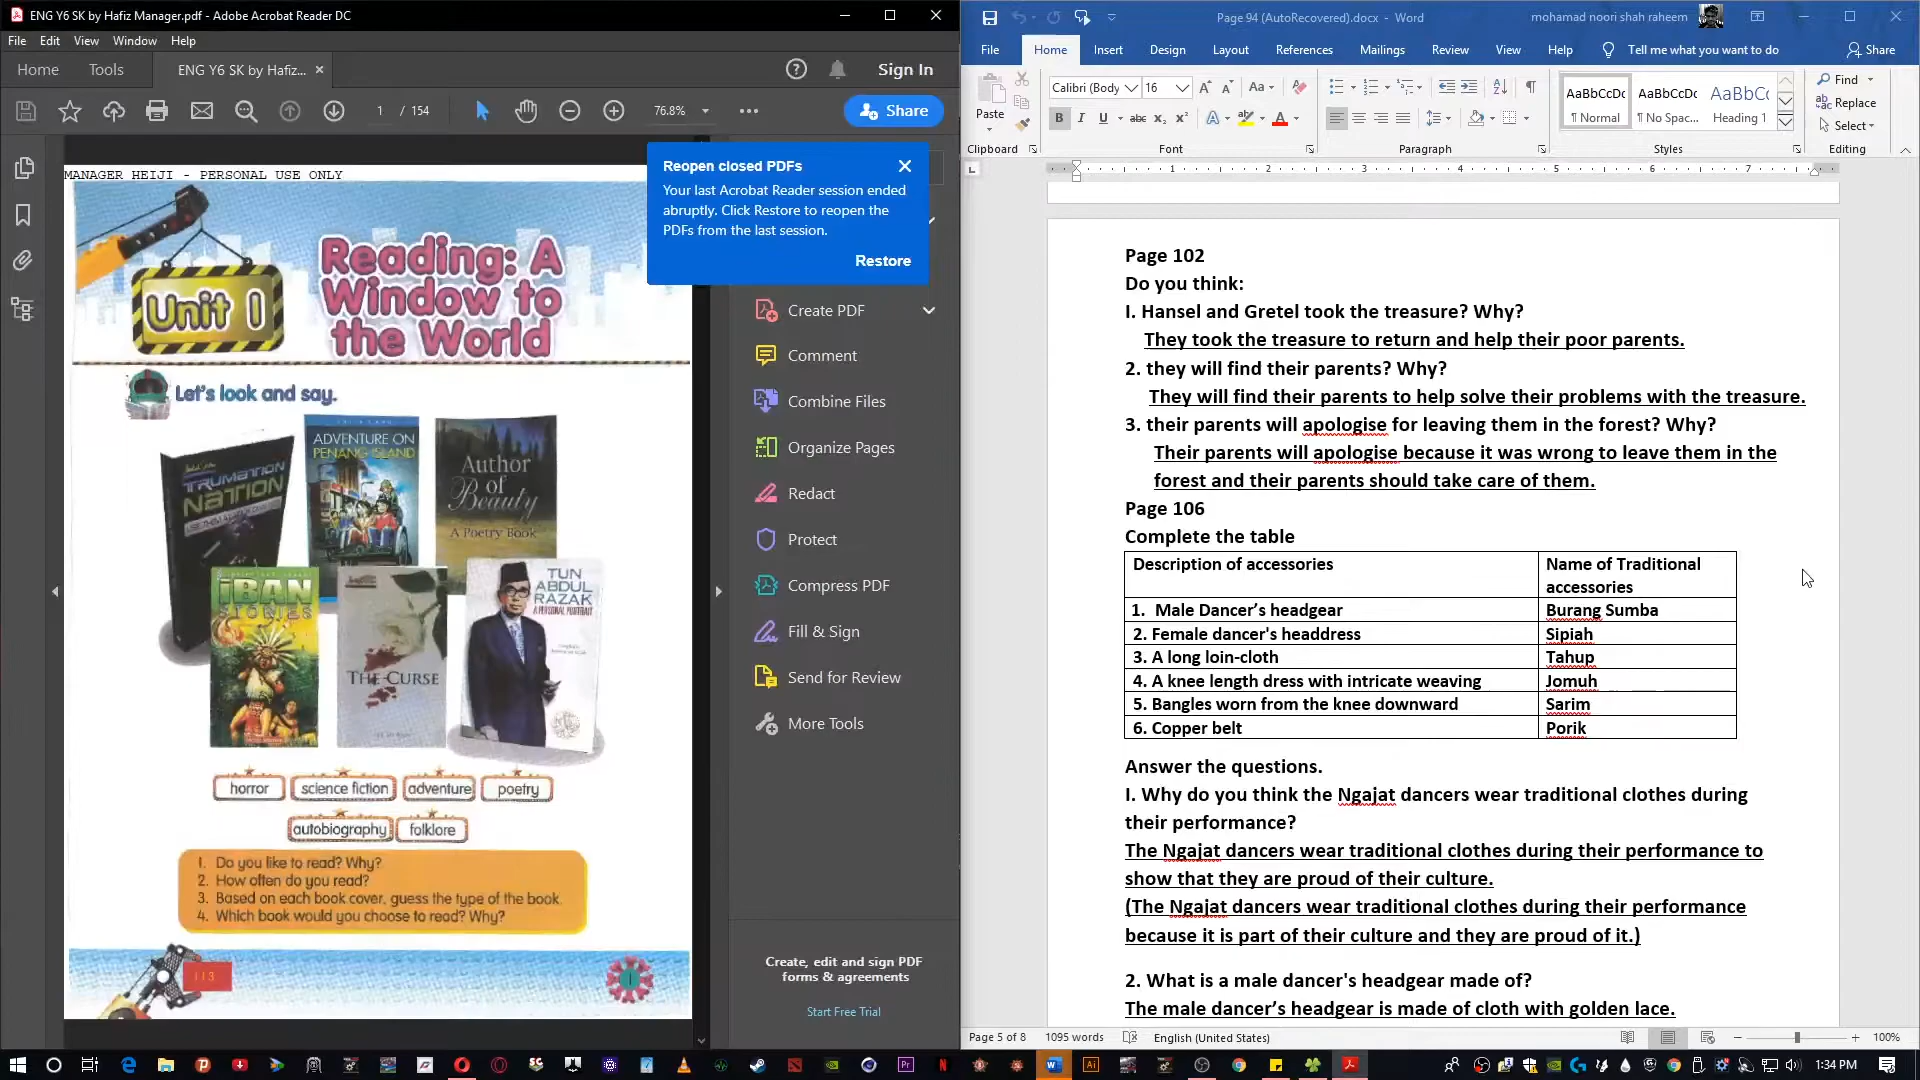 ENG Y6 SK by Hafiz Manager.pdf - Adobe Acrobat Reader DC
File Edit View Window Help
Home Tools ENG Y6 SK by Hafiz... × Sign In
1 / 154 76.8% Share
MANAGER HEIJI - PERSONAL USE ONLY
Reopen closed PDFs
Your last Acrobat Reader session ended
abruptly. Click Restore to reopen the
PDFs from the last session.
Restore
Unit 1
Reading: A
Window to
the World
Let's look and say.
NATION
ADVENTURE ON
PENANG ISLAND
Author
of
Beauty
A Poetry Book
IBAN
STORIES
THE CURSE
TUN
ABDUL
RAZAK
A PERSONAL PORTRAIT
horror science fiction adventure poetry
autobiography folklore
1. Do you like to read? Why?
2. How often do you read?
3. Based on each book cover, guess the type of the book.
4. Which book would you choose to read? Why?
113
1
Create PDF
Comment
Combine Files
Organize Pages
Redact
Protect
Compress PDF
Fill & Sign
Send for Review
More Tools
Create, edit and sign PDF
forms & agreements
Start Free Trial
Page 94 (AutoRecovered).docx - Word mohamad noori shah raheem
File Home Insert Design Layout References Mailings Review View Help Tell me what you want to do Share
Paste
Calibri (Body 16
B I U abc
AaBbCcDc AaBbCcDc AaBbCc
¶ Normal ¶ No Spac... Heading 1
Find
Replace
Select
Clipboard Font Paragraph Styles Editing
1 2 3 4 5 6 7
Page 102
Do you think:
I. Hansel and Gretel took the treasure? Why?
They took the treasure to return and help their poor parents.
2. they will find their parents? Why?
They will find their parents to help solve their problems with the treasure.
3. their parents will apologise for leaving them in the forest? Why?
Their parents will apologise because it was wrong to leave them in the
forest and their parents should take care of them.
Page 106
Complete the table
Description of accessories Name of Traditional
accessories
1. Male Dancer’s headgear Burang Sumba
2. Female dancer's headdress Sipiah
3. A long loin-cloth Tahup
4. A knee length dress with intricate weaving Jomuh
5. Bangles worn from the knee downward Sarim
6. Copper belt Porik
Answer the questions.
I. Why do you think the Ngajat dancers wear traditional clothes during
their performance?
The Ngajat dancers wear traditional clothes during their performance to
show that they are proud of their culture.
(The Ngajat dancers wear traditional clothes during their performance
because it is part of their culture and they are proud of it.)
2. What is a male dancer's headgear made of?
The male dancer’s headgear is made of cloth with golden lace.
Page 5 of 8 1095 words English (United States) 100%
1:34 PM